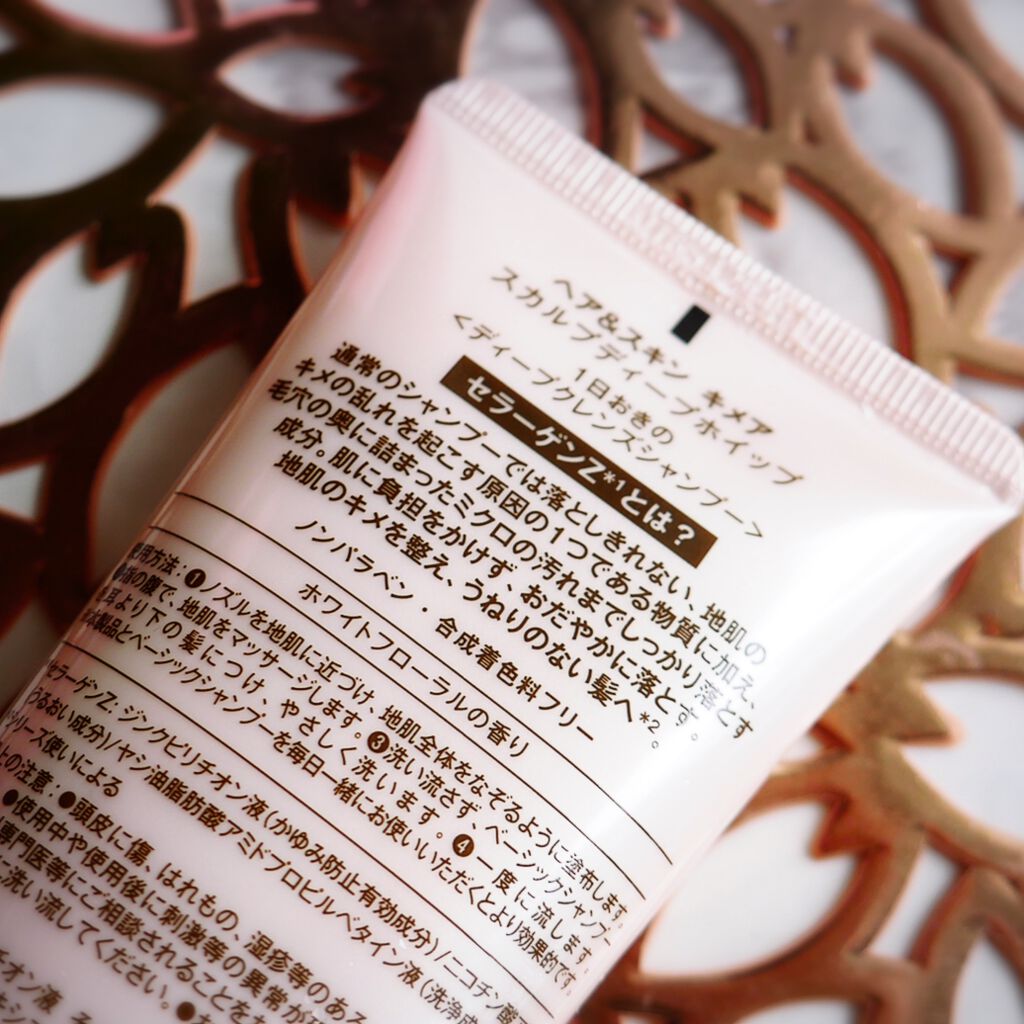 ヘア&スキン キメア
スカルプディープホイップ
1日おきの
<ディープクレンズシャンプー>
セラーゲンZ*1とは?
通常のシャンプーでは落としきれない、地肌の
キメの乱れを起こす原因の1つである物質に加え、
毛穴の奥に詰まったミクロの汚れまでしっかり落とす
成分。肌に負担をかけず、おだやかに落とす。
地肌のキメを整え、うねりのない髪へ*2。
ノンパラベン・合成着色料フリー
ホワイトフローラルの香り
使用方法:❶ノズルを地肌に近づけ、地肌全体をなぞるように塗布します。
指の腹で、地肌をマッサージします。❸洗い流さず、ベーシックシャンプー
を耳より下の髪につけ、やさしく洗います。❹一度に流します。
本製品とベーシックシャンプーを毎日一緒にお使いいただくとより効果的です。
セラーゲンZ:ジンクピリチオン液(かゆみ防止有効成分)/ニコチン酸
うるおい成分)/ヤシ油脂肪酸アミドプロピルベタイン液(洗浄成
シリーズ使いによる
上の注意:●頭皮に傷、はれもの、湿疹等のある
●使用中や使用後に刺激等の異常が
専門医等にご相談されることを
洗い流してください。●
チオン液